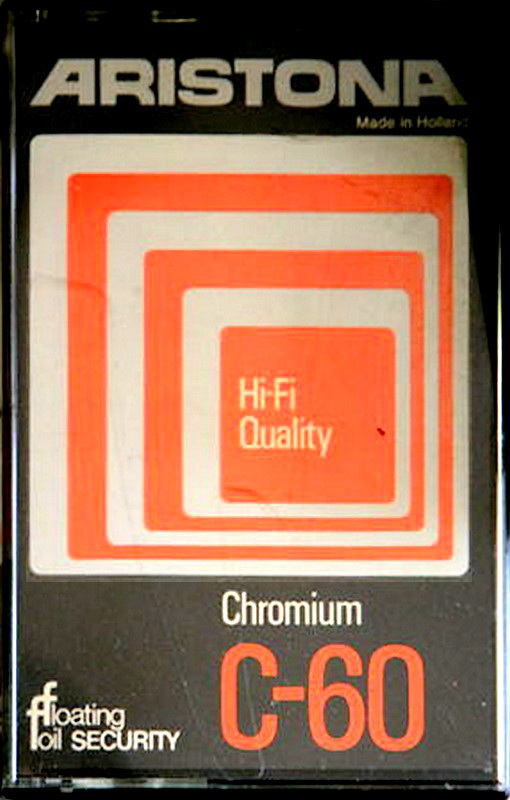 ARISTONA
Made in Holland
Hi-Fi
Quality
Chromium
C-60
floating
foil SECURITY